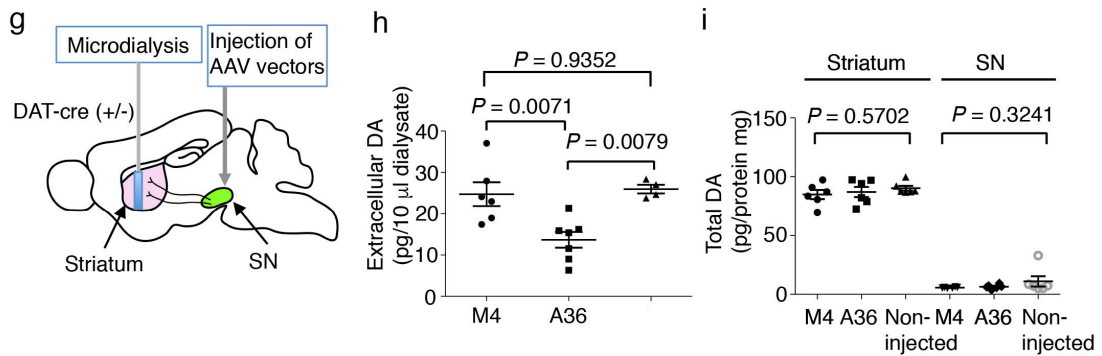 g
Microdialysis
Injection of
AAV vectors
DAT-cre (+/-)
Striatum
SN
h
P = 0.9352
P = 0.0071
P = 0.0079
Extracellular DA
(pg/10 µl dialysate)
40
30
20
10
0
M4
A36
i
Striatum
SN
P = 0.5702
P = 0.3241
Total DA
(pg/protein mg)
150
100
50
0
M4
A36
Non-
injected
M4
A36
Non-
injected